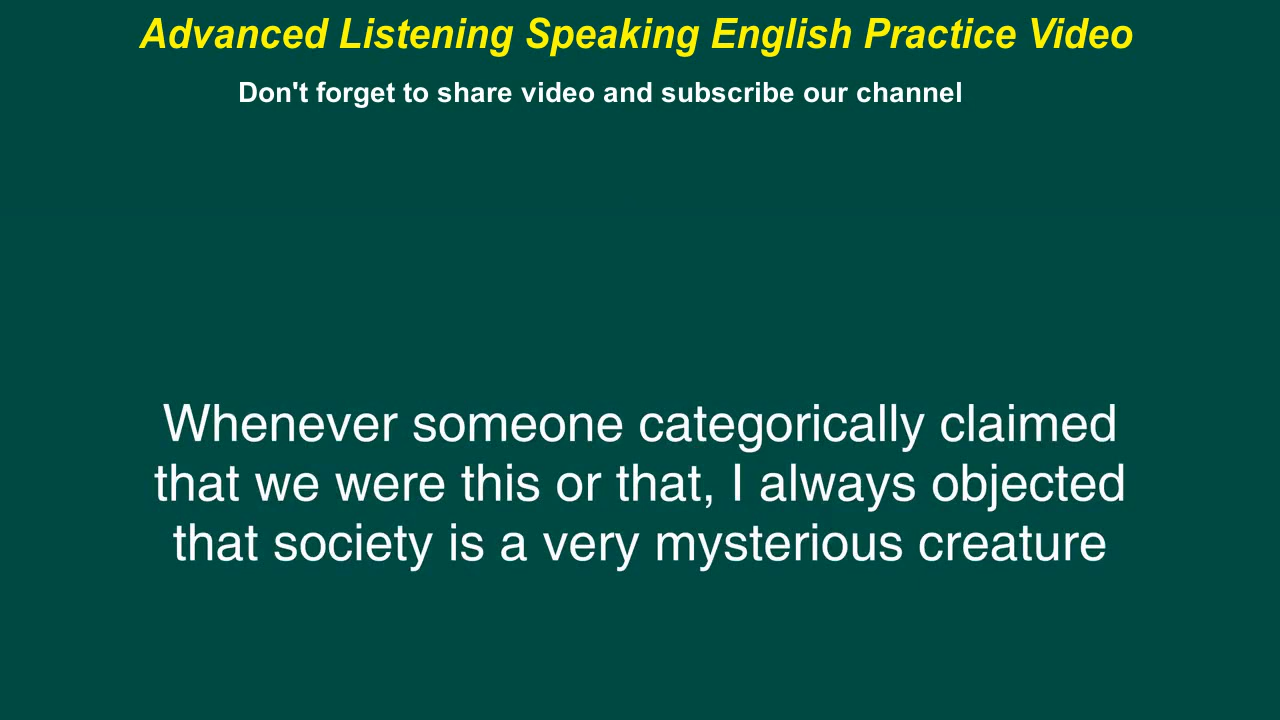 Advanced Listening Speaking English Practice Video
Don't forget to share video and subscribe our channel
Whenever someone categorically claimed
that we were this or that, I always objected
that society is a very mysterious creature